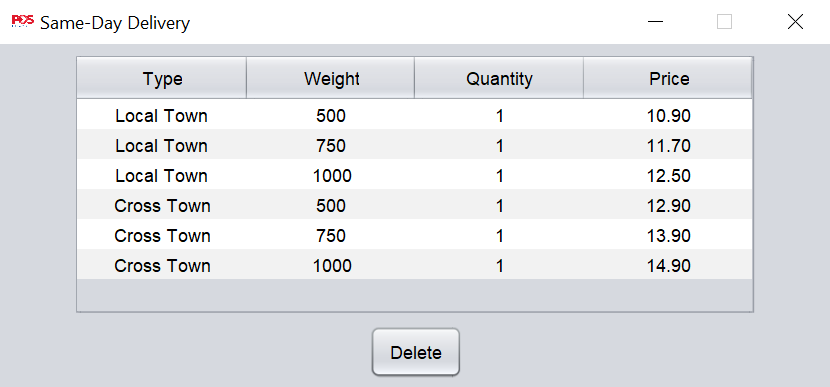 POS Same-Day Delivery
Type Weight Quantity Price
Local Town 500 1 10.90
Local Town 750 1 11.70
Local Town 1000 1 12.50
Cross Town 500 1 12.90
Cross Town 750 1 13.90
Cross Town 1000 1 14.90
Delete